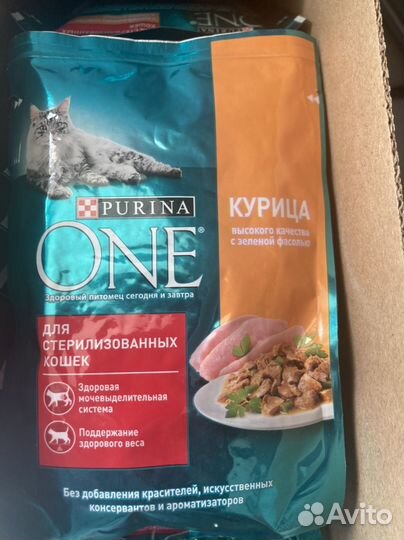 PURINA
ONE®
Здоровый питомец сегодня и завтра
КУРИЦА
высокого качества
с зеленой фасолью
ДЛЯ
СТЕРИЛИЗОВАННЫХ
КОШЕК
Здоровая
мочевыделительная
система
Поддержание
здорового веса
Без добавления красителей, искусственных
консервантов и ароматизаторов
Avito